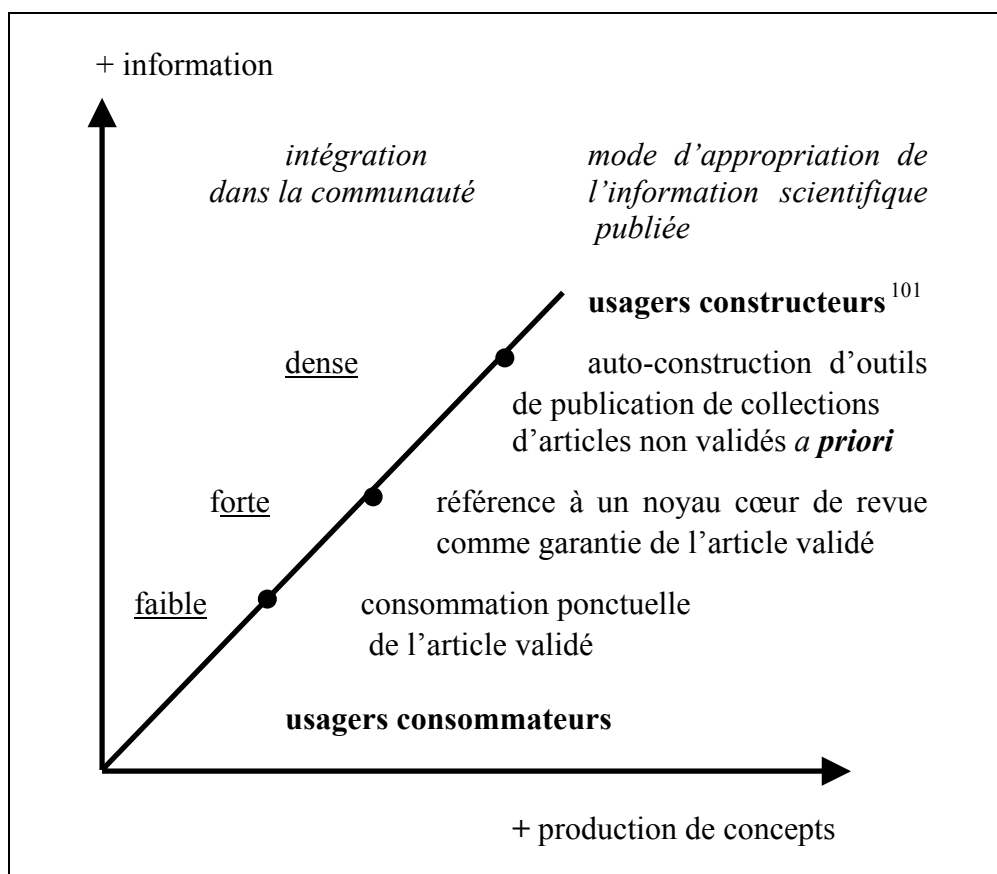 + information
intégration
dans la communauté
mode d’appropriation de
l’information scientifique
publiée
usagers constructeurs 101
dense
auto-construction d’outils
de publication de collections
d’articles non validés a priori
forte
référence à un noyau cœur de revue
comme garantie de l’article validé
faible
consommation ponctuelle
de l’article validé
usagers consommateurs
+ production de concepts